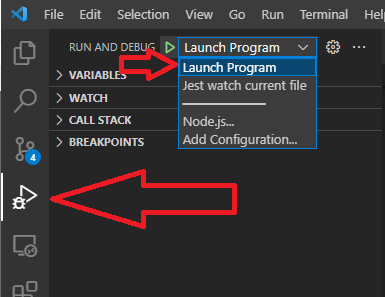 File Edit Selection View Go Run Terminal Help
RUN AND DEBUG Launch Program
Launch Program
VARIABLES
Jest watch current file
WATCH
CALL STACK
Node.js...
BREAKPOINTS
Add Configuration...
4